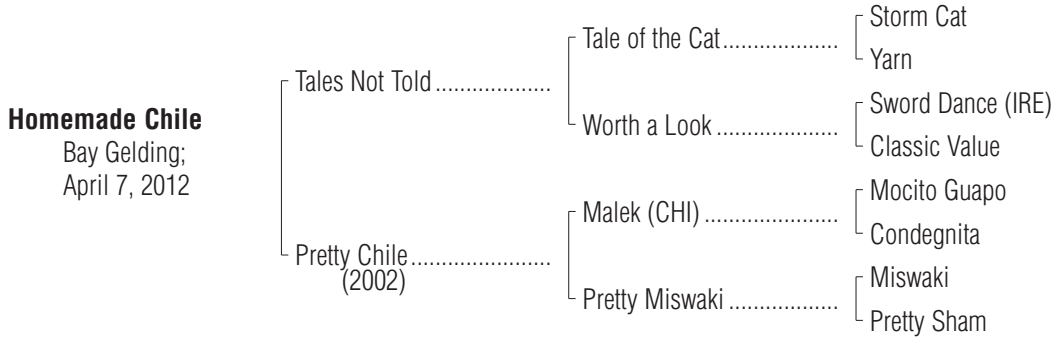 Homemade Chile
Bay Gelding;
April 7, 2012
Tales Not Told
Pretty Chile
(2002)
Tale of the Cat
Worth a Look
Malek (CHI)
Pretty Miswaki
Storm Cat
Yarn
Sword Dance (IRE)
Classic Value
Mocito Guapo
Condegnita
Miswaki
Pretty Sham